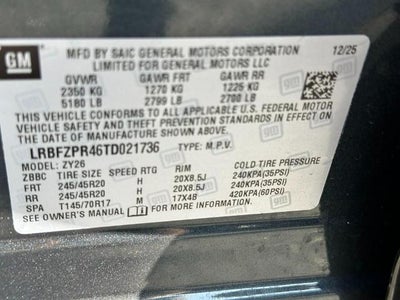 gm
MFD BY SAIC GENERAL MOTORS CORPORATION 12/25
LIMITED FOR GENERAL MOTORS LLC
GVWR GAWR FRT GAWR RR
2350 KG 1270 KG 1225 KG
5180 LB 2799 LB 2700 LB
THIS VEHICLE CONFORMS TO ALL APPLICABLE U.S. FEDERAL MOTOR
VEHICLE SAFETY STANDARDS IN EFFECT ON THE DATE OF
MANUFACTURE SHOWN ABOVE.
LRBFZPR46TD021736 TYPE: M.P.V.
ZY26
ZBBC TIRE SIZE SPEED RTG RIM COLD TIRE PRESSURE
FRT 245/45R20 H 20X8.5J 240KPA(35PSI)
RR 245/45R20 H 20X8.5J 240KPA(35PSI)
SPA T145/70R17 M 17X4B 420KPA(60PSI)
SEE OWNER'S MANUAL FOR MORE INFORMATION.